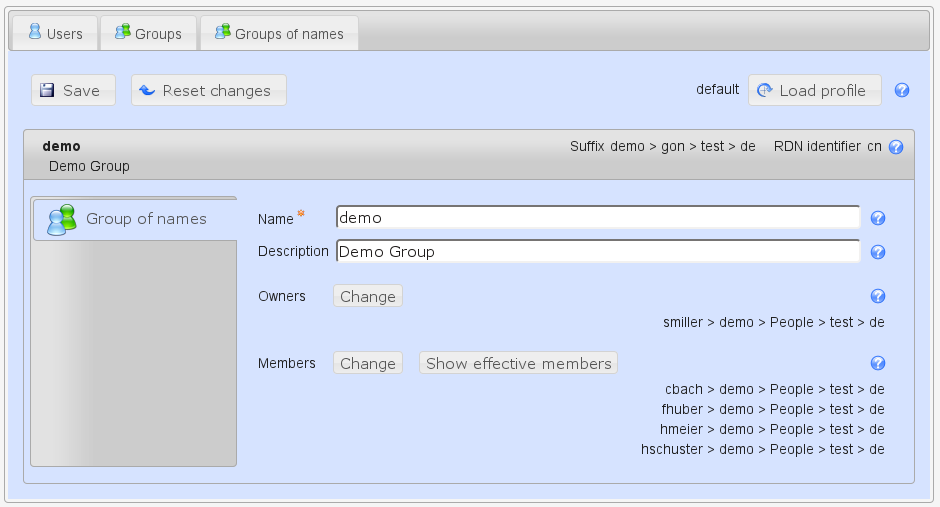 Users Groups Groups of names
Save Reset changes default Load profile
demo Suffix demo > gon > test > de RDN identifier cn
Demo Group
Group of names
Name demo
Description Demo Group
Owners Change
smiller > demo > People > test > de
Members Change Show effective members
cbach > demo > People > test > de
fhuber > demo > People > test > de
hmeier > demo > People > test > de
hschuster > demo > People > test > de